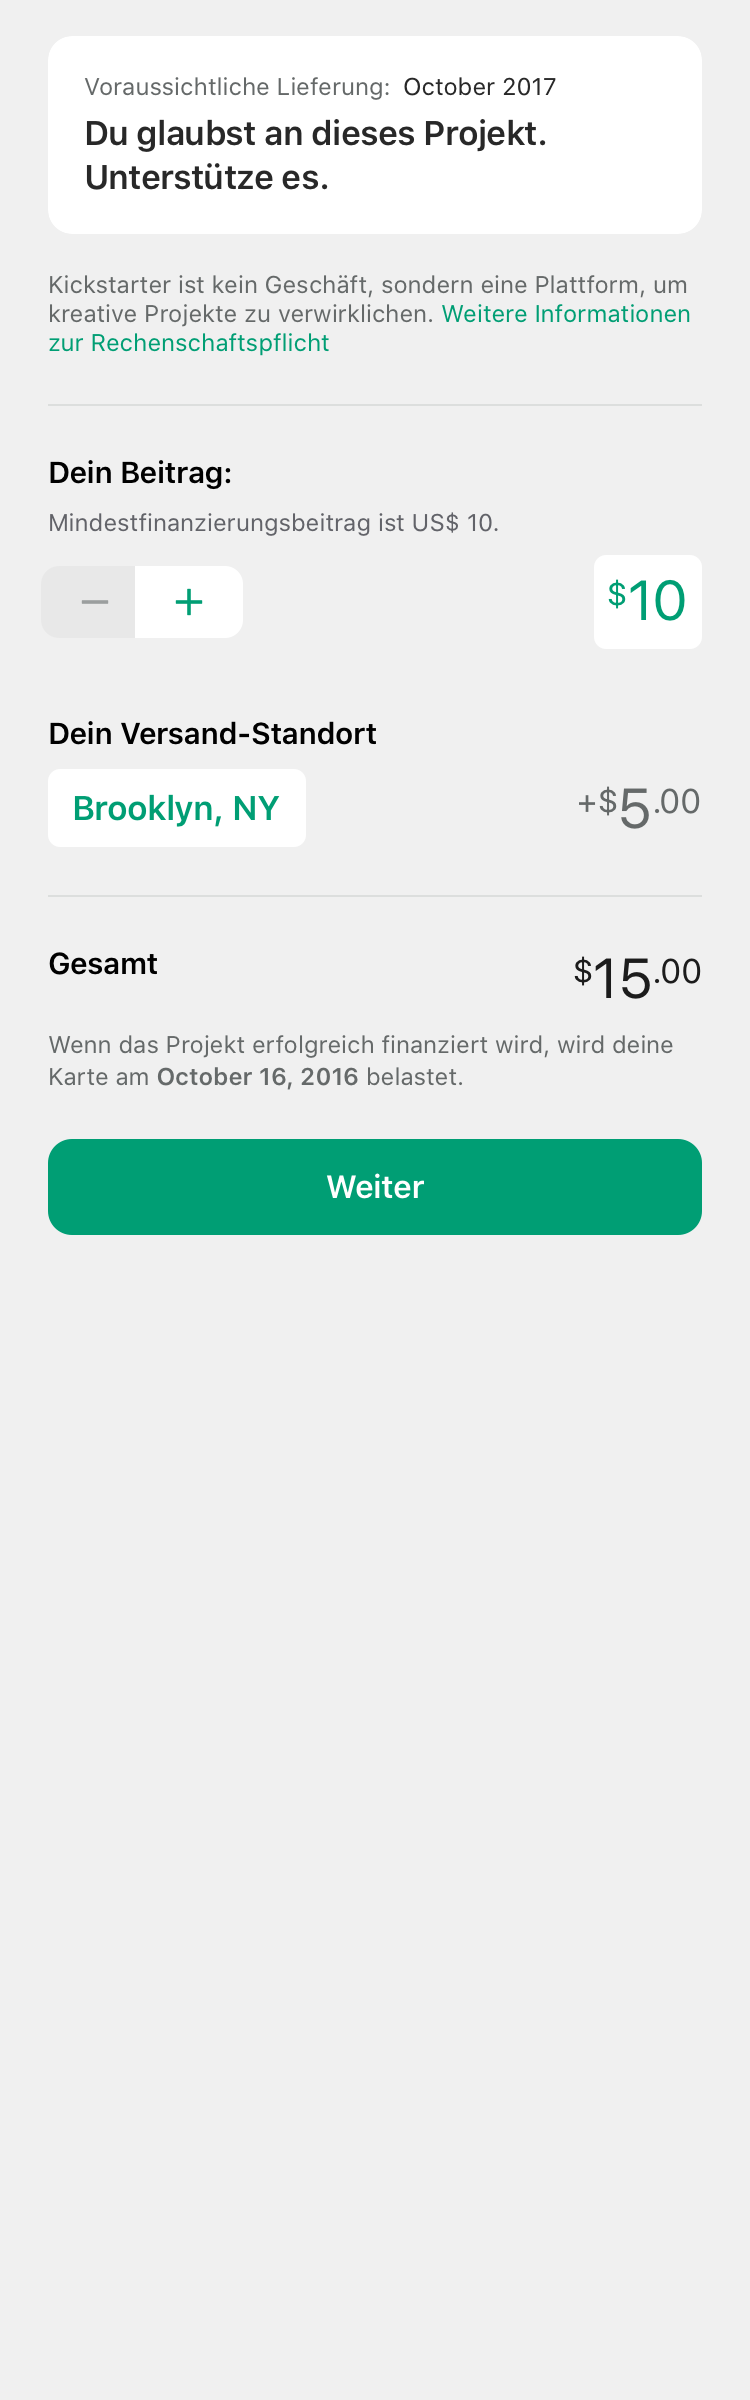 Voraussichtliche Lieferung: October 2017
Du glaubst an dieses Projekt.
Unterstütze es.
Kickstarter ist kein Geschäft, sondern eine Plattform, um
kreative Projekte zu verwirklichen. Weitere Informationen
zur Rechenschaftspflicht
Dein Beitrag:
Mindestfinanzierungsbeitrag ist US$ 10.
− + $10
Dein Versand-Standort
Brooklyn, NY +$5.00
Gesamt $15.00
Wenn das Projekt erfolgreich finanziert wird, wird deine
Karte am October 16, 2016 belastet.
Weiter